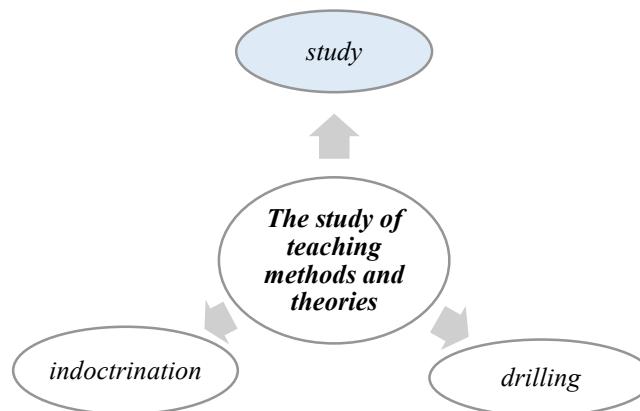 study
The study of
teaching
methods and
theories
indoctrination
drilling